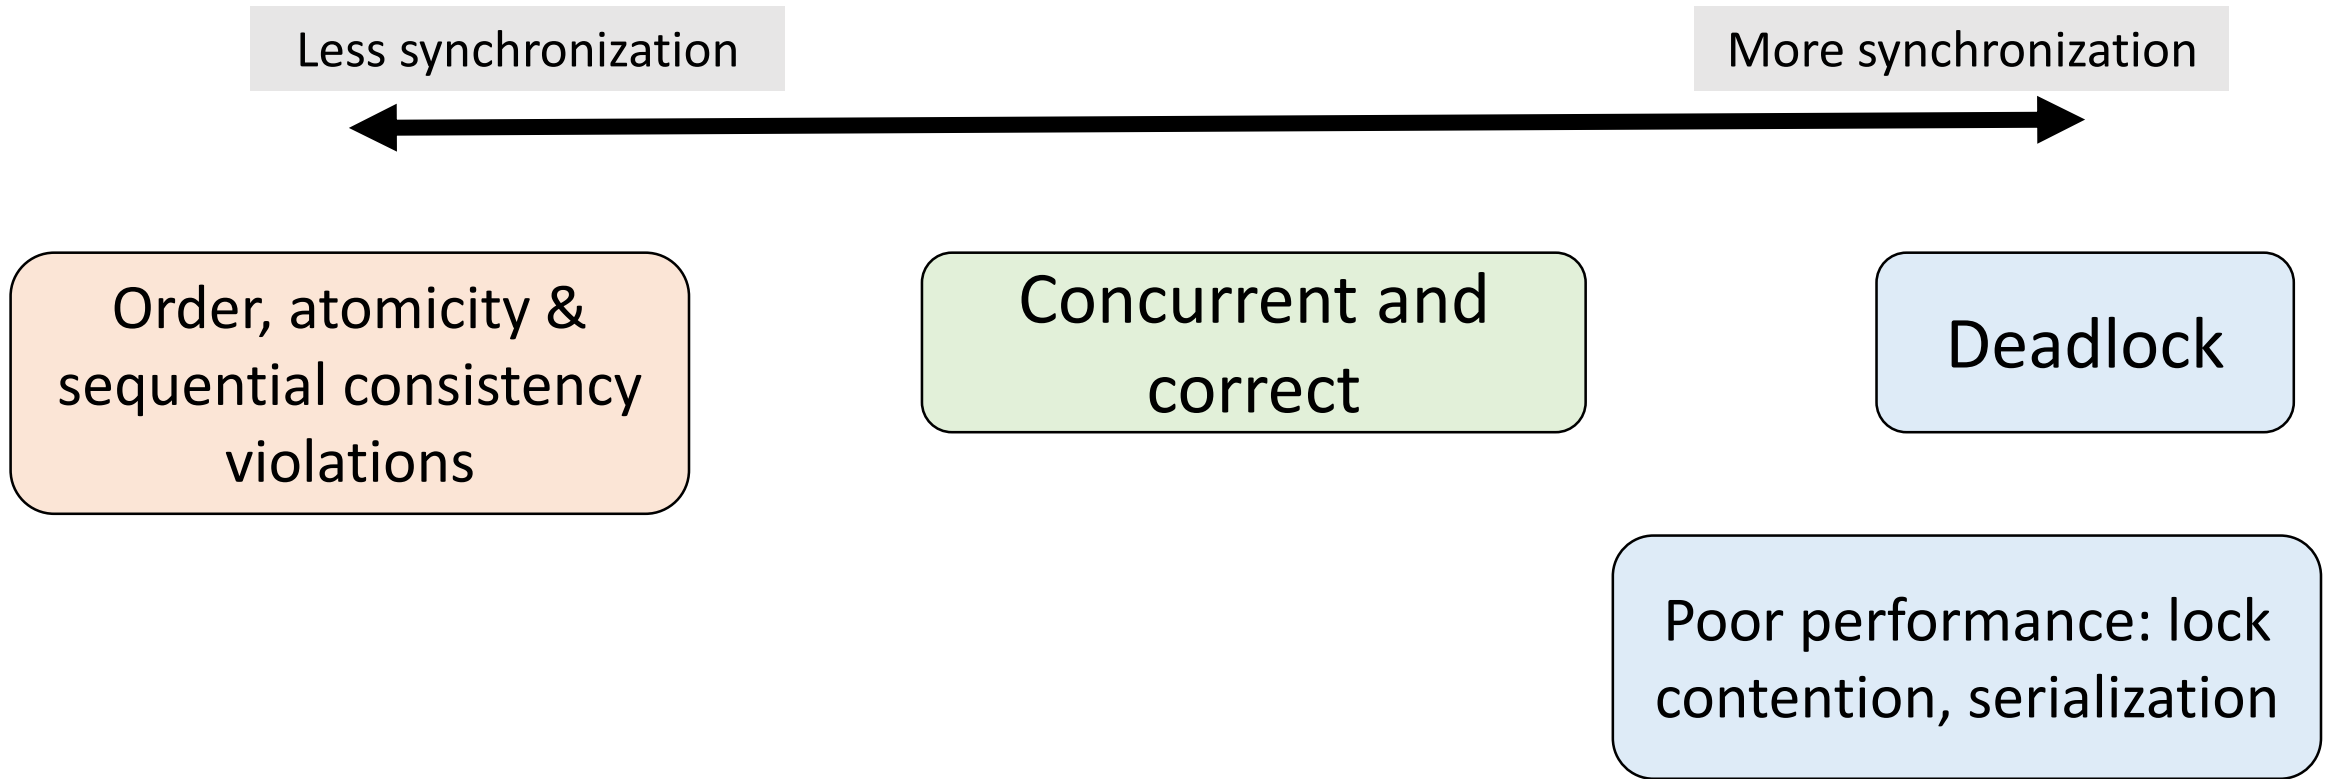 Less synchronization
More synchronization
Order, atomicity &
sequential consistency
violations
Concurrent and
correct
Deadlock
Poor performance: lock
contention, serialization